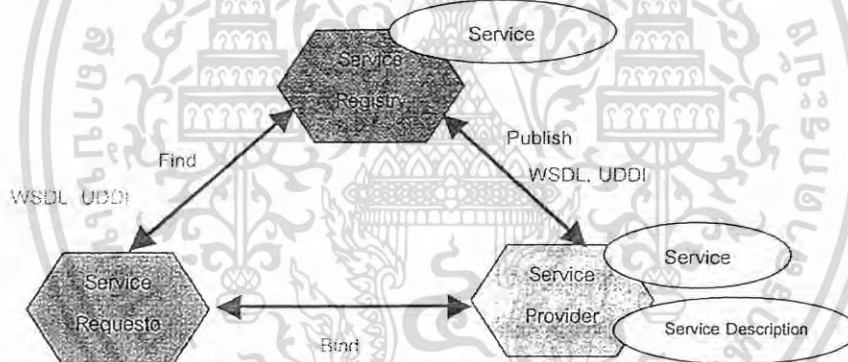 Service
Service
Registry
Find
Publish
WSDL, UDDI
WSDL, UDDI
Service
Requesto
Service
Provider
Service
Service Description
Bind